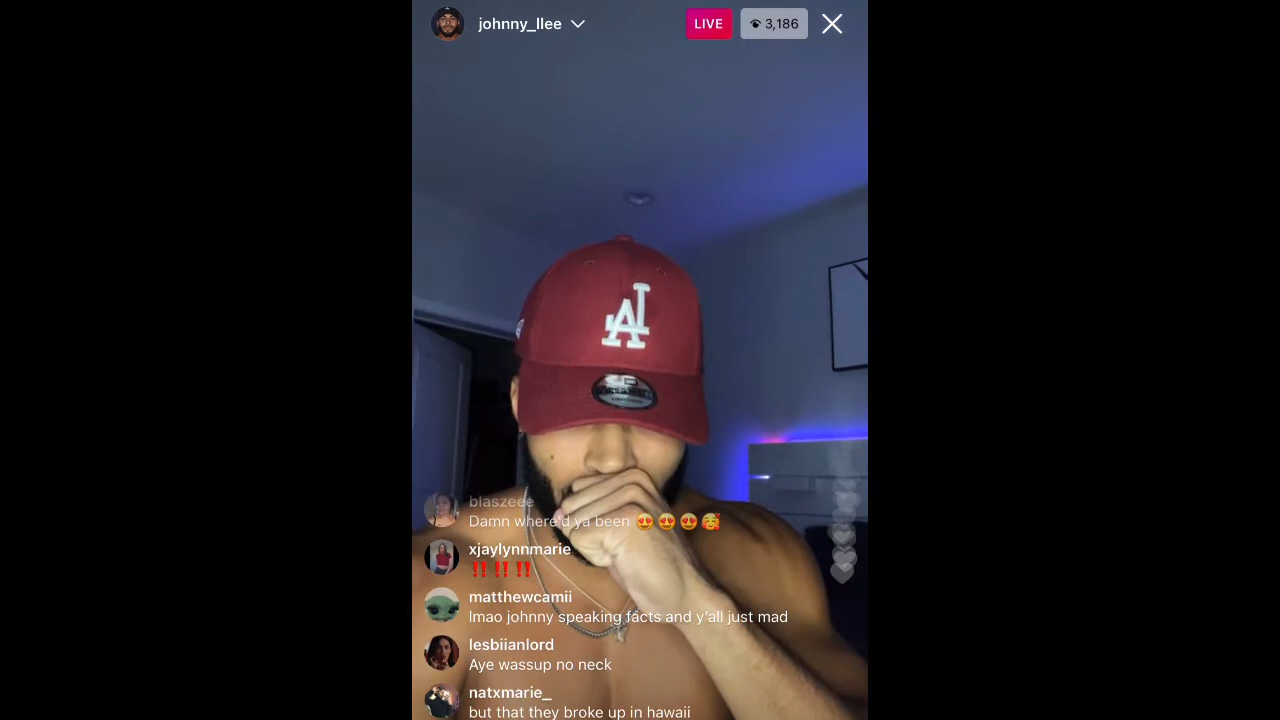 johnny_llee
LIVE
3,186
LA
blaszeee
Damn where'd ya been 😍😍😍🥰
xjaylynnmarie
‼️‼️‼️
matthewcamii
lmao johnny speaking facts and y'all just mad
lesbiianlord
Aye wassup no neck
natxmarie_
but that they broke up in hawaii